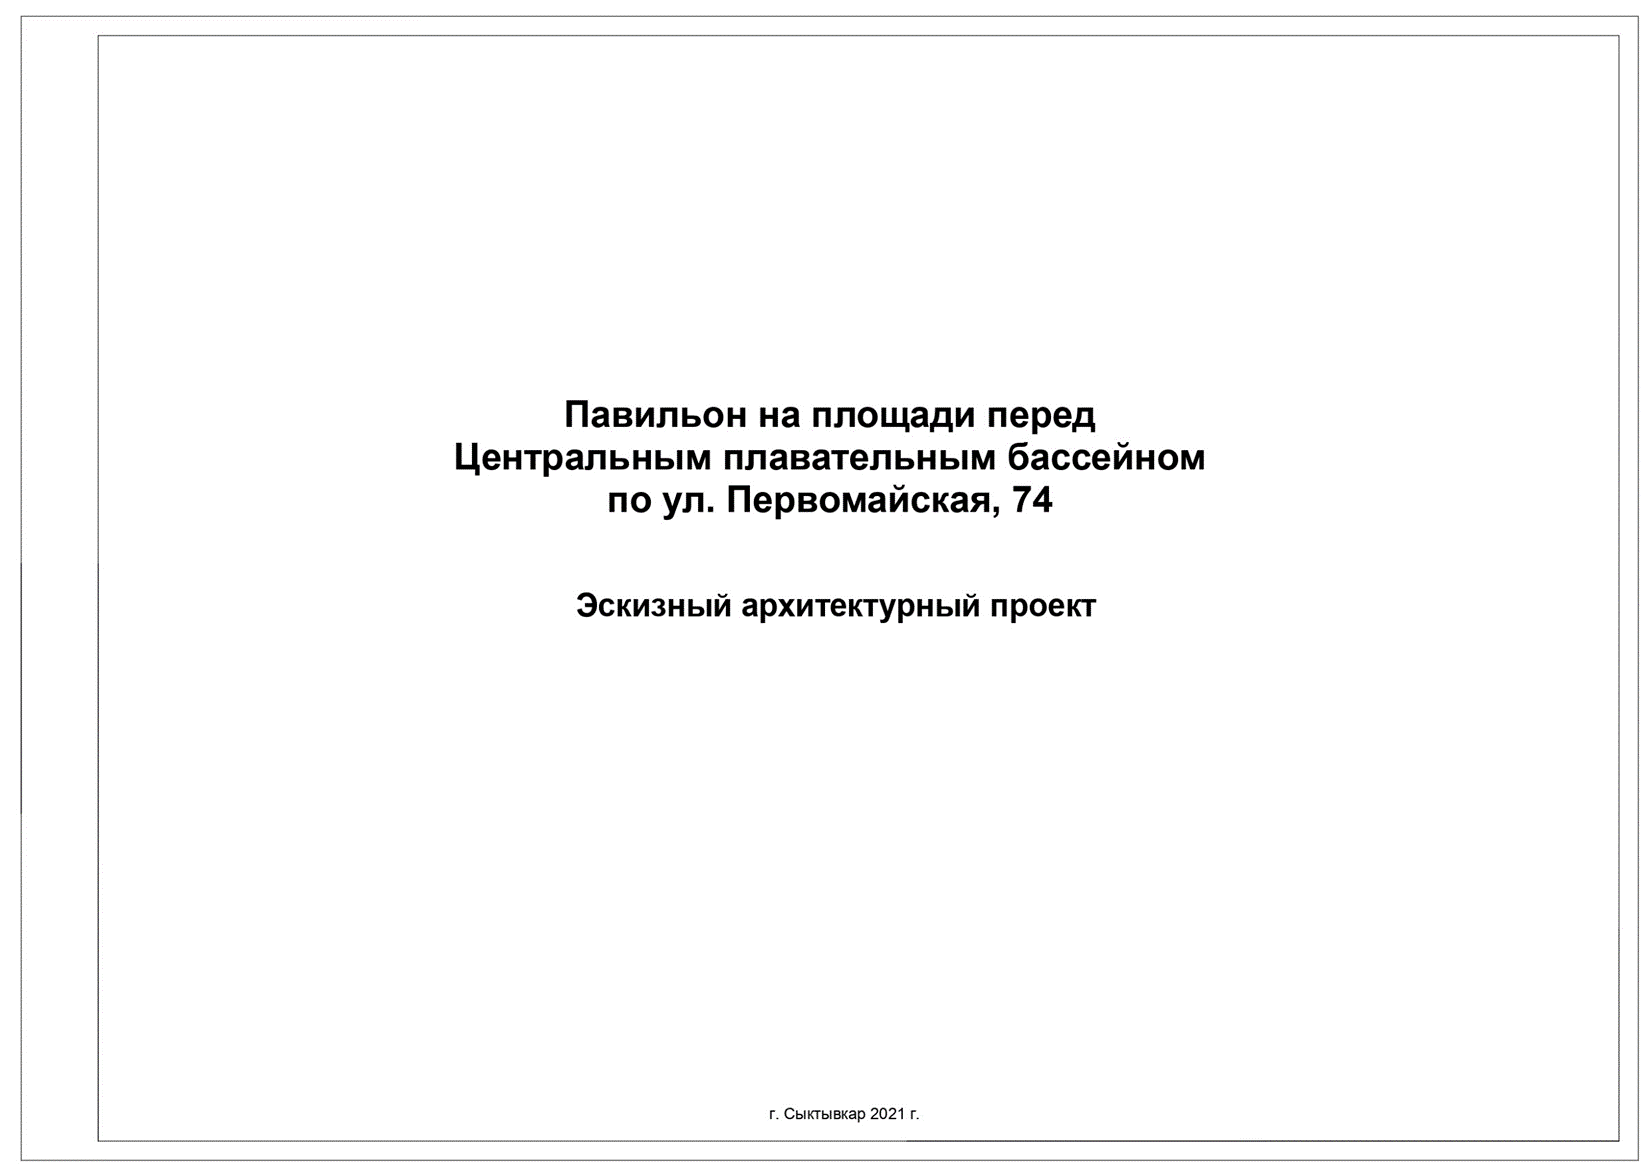 Павильон на площади перед
Центральным плавательным бассейном
по ул. Первомайская, 74
Эскизный архитектурный проект
г. Сыктывкар 2021 г.